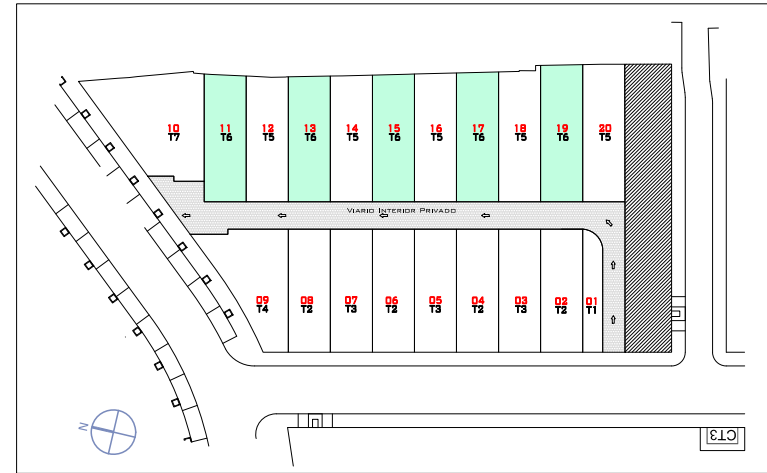 10
T7
11
T6
12
T5
13
T6
14
T5
15
T6
16
T5
17
T6
18
T5
19
T6
20
T5
Viario Interior Privado
09
T4
08
T2
07
T3
06
T2
05
T3
04
T2
03
T3
02
T2
01
T1
N
CT3